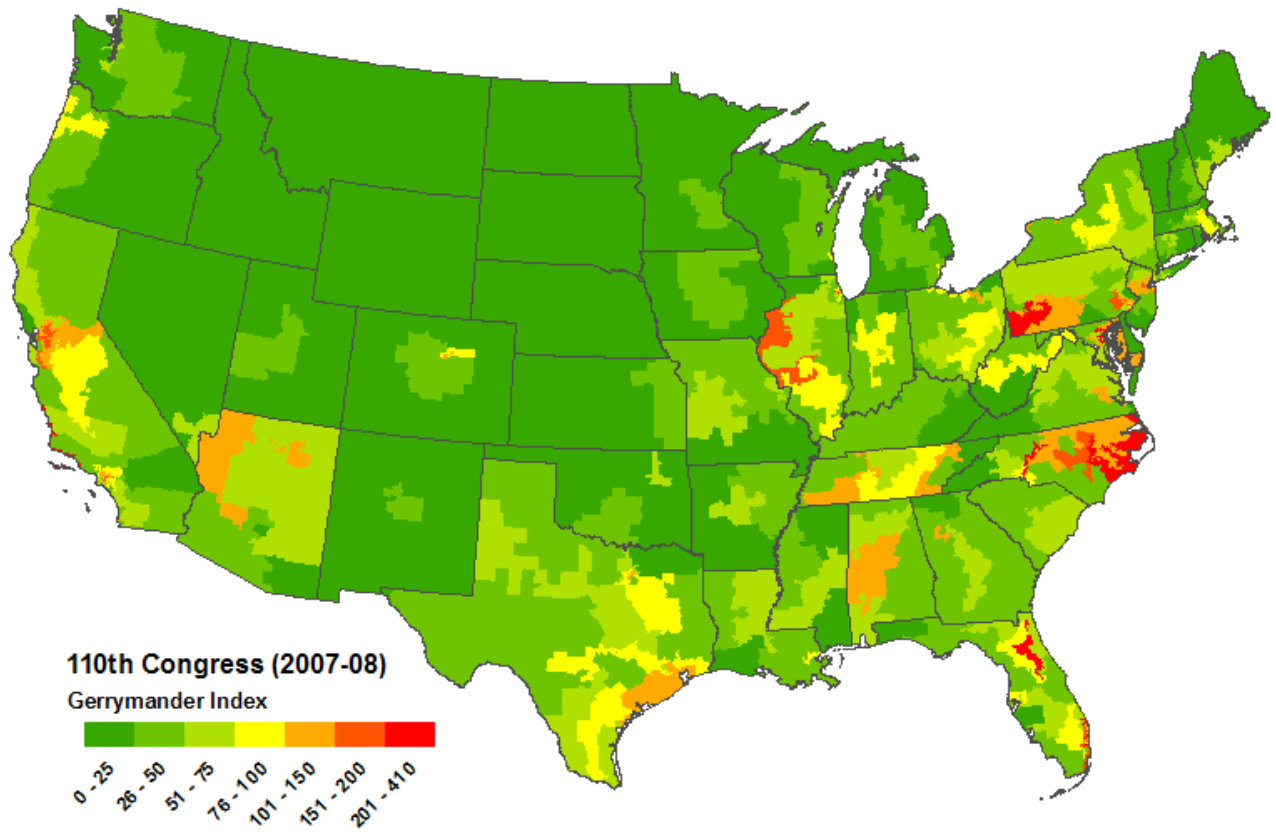 110th Congress (2007-08)
Gerrymander Index
0 - 25
26 - 50
51 - 75
76 - 100
101 - 150
151 - 200
201 - 410